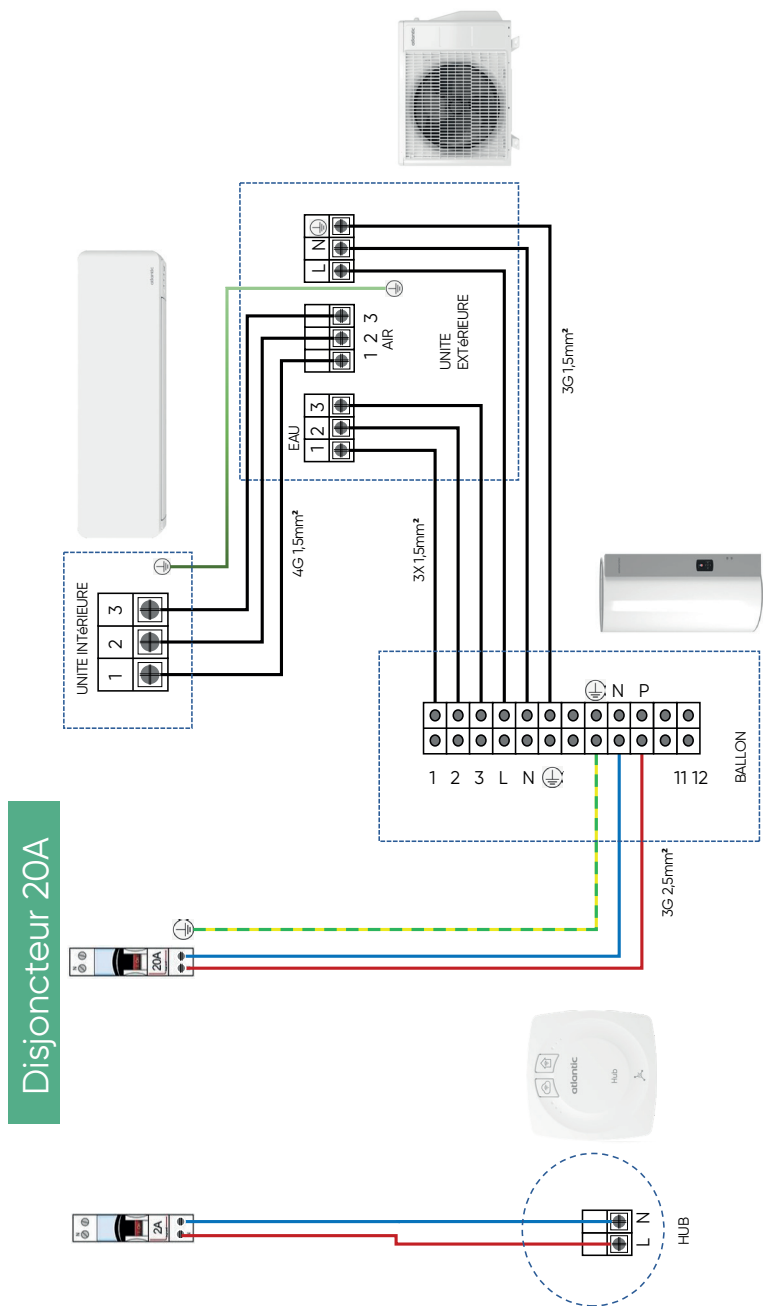 Disjoncteur 20A
UNITE INTéRIEURE
1 2 3
4G 1,5mm²
atlantic
EAU
1 2 3
1 2 3
AIR
L N
UNITE
EXTéRIEURE
atlantic
3X 1,5mm²
3G 1,5mm²
1 2 3 L N
N P
11 12
BALLON
3G 2,5mm²
N
20A
N
2A
atlantic
Hub
L N
HUB